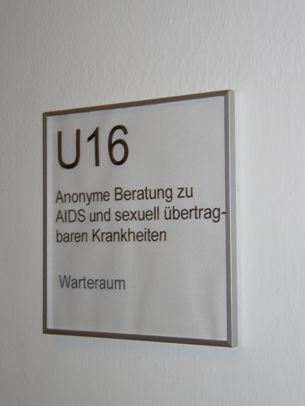 U16
Anonyme Beratung zu
AIDS und sexuell übertrag-
baren Krankheiten
Warteraum